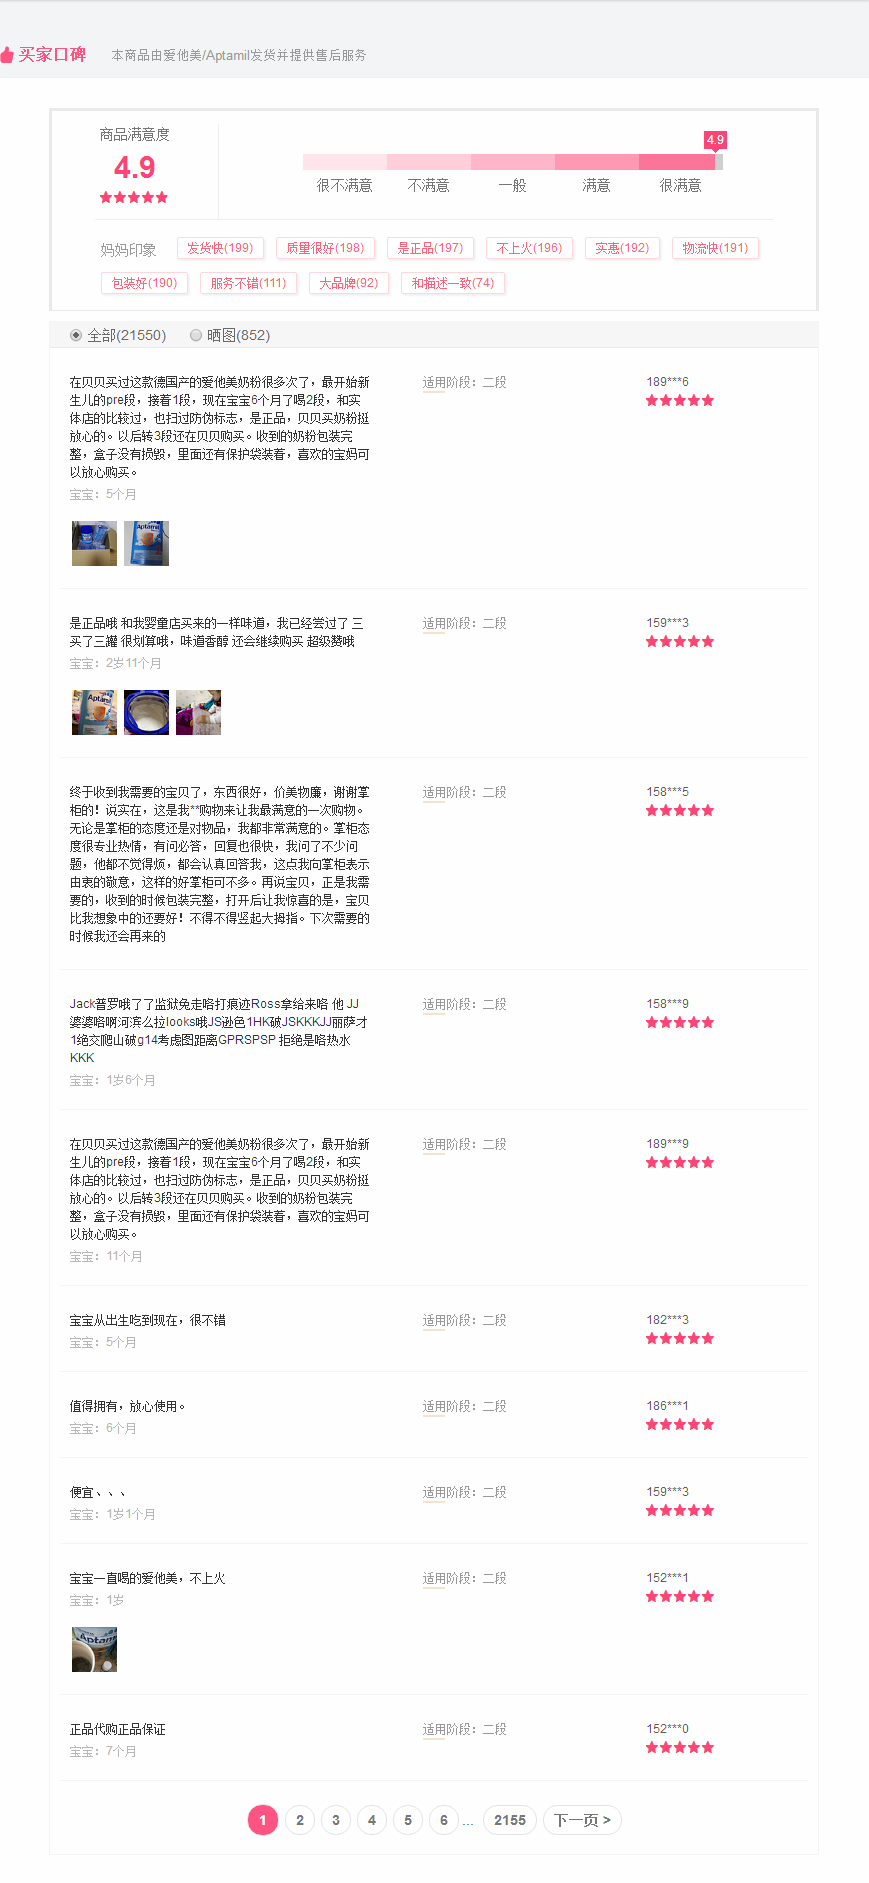 买家口碑 本商品由爱他美/Aptamil发货并提供售后服务
商品满意度
4.9
4.9
很不满意 不满意 一般 满意 很满意
妈妈印象 发货快(199) 质量很好(198) 是正品(197) 不上火(196) 实惠(192) 物流快(191)
包装好(190) 服务不错(111) 大品牌(92) 和描述一致(74)
全部(21550) 晒图(852)
在贝贝买过这款德国产的爱他美奶粉很多次了，最开始新 适用阶段：二段 189***6
生儿的pre段，接着1段，现在宝宝6个月了喝2段，和实
体店的比较过，也扫过防伪标志，是正品，贝贝买奶粉挺
放心的。以后转3段还在贝贝购买。收到的奶粉包装完
整，盒子没有损毁，里面还有保护袋装着，喜欢的宝妈可
以放心购买。
宝宝：5个月
Aptamil
是正品哦 和我婴童店买来的一样味道，我已经尝过了 三 适用阶段：二段 159***3
买了三罐 很划算哦，味道香醇 还会继续购买 超级赞哦
宝宝：2岁11个月
Aptamil
终于收到我需要的宝贝了，东西很好，价美物廉，谢谢掌 适用阶段：二段 158***5
柜的！说实在，这是我**购物来让我最满意的一次购物。
无论是掌柜的态度还是对物品，我都非常满意的。掌柜态
度很专业热情，有问必答，回复也很快，我问了不少问
题，他都不觉得烦，都会认真回答我，这点我向掌柜表示
由衷的敬意，这样的好掌柜可不多。再说宝贝，正是我需
要的，收到的时候包装完整，打开后让我惊喜的是，宝贝
比我想象中的还要好！不得不得竖起大拇指。下次需要的
时候我还会再来的
Jack普罗哦了了监狱兔走咯打痕迹Ross拿给来咯 他 JJ 适用阶段：二段 158***9
婆婆咯啊河滨么拉looks哦JS逊色1HK破JSKKKJJ丽萨才
1绝交爬山破g14考虑图距离GPRSPSP 拒绝是咯热水
KKK
宝宝：1岁6个月
在贝贝买过这款德国产的爱他美奶粉很多次了，最开始新 适用阶段：二段 189***9
生儿的pre段，接着1段，现在宝宝6个月了喝2段，和实
体店的比较过，也扫过防伪标志，是正品，贝贝买奶粉挺
放心的。以后转3段还在贝贝购买。收到的奶粉包装完
整，盒子没有损毁，里面还有保护袋装着，喜欢的宝妈可
以放心购买。
宝宝：11个月
宝宝从出生吃到现在，很不错 适用阶段：二段 182***3
宝宝：5个月
值得拥有，放心使用。 适用阶段：二段 186***1
宝宝：6个月
便宜、、、 适用阶段：二段 159***3
宝宝：1岁1个月
宝宝一直喝的爱他美，不上火 适用阶段：二段 152***1
宝宝：1岁
正品代购正品保证 适用阶段：二段 152***0
宝宝：7个月
1 2 3 4 5 6 ... 2155 下一页 >